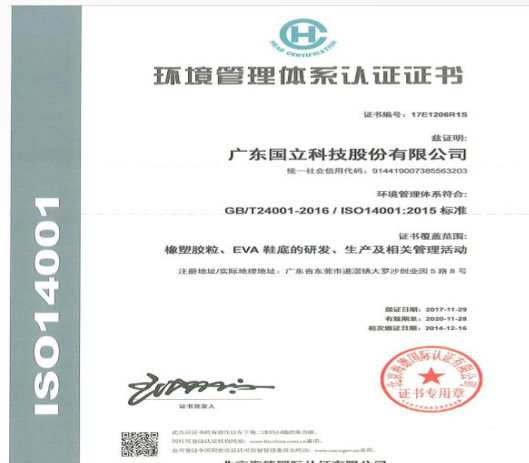 HEAD CERTIFICATION
环境管理体系认证证书
证书编号：17E1206R1S
兹证明:
广东国立科技股份有限公司
统一社会信用代码：914419007385563203
环境管理体系符合:
GB/T24001-2016 / ISO14001:2015 标准
证书覆盖范围:
橡塑胶粒、EVA 鞋底的研发、生产及相关管理活动
注册地址/实际地理地址：广东省东莞市道滘镇大罗沙创业园 5 路 8 号
颁证日期：2017-11-29
有效期至：2020-11-28
初次颁证日期：2014-12-16
证书专用章
证书签发人
ISO14001